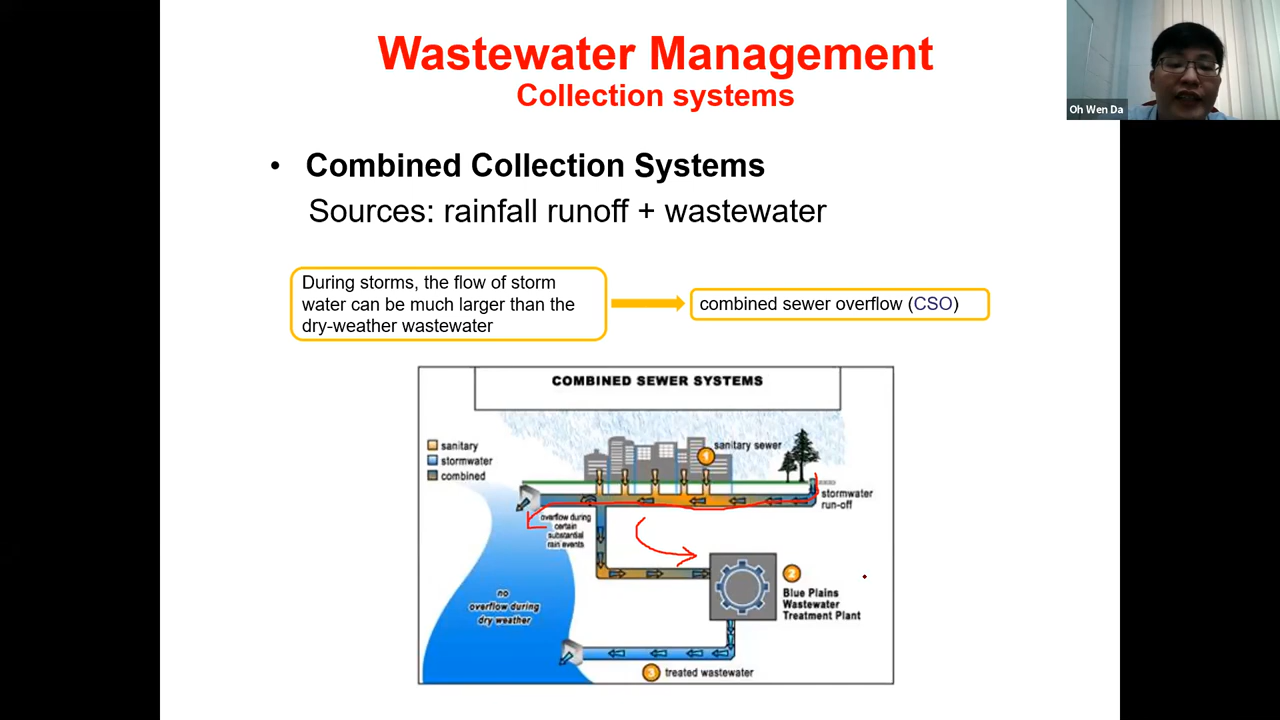 Wastewater Management
Collection systems
Oh Wen Da
• Combined Collection Systems
Sources: rainfall runoff + wastewater
During storms, the flow of storm
water can be much larger than the
dry-weather wastewater
combined sewer overflow (CSO)
COMBINED SEWER SYSTEMS
sanitary
stormwater
combined
1
sanitary sewer
stormwater
run-off
overflow during
certain
substantial
rain events
no
overflow during
dry weather
2
Blue Plains
Wastewater
Treatment Plant
3
treated wastewater